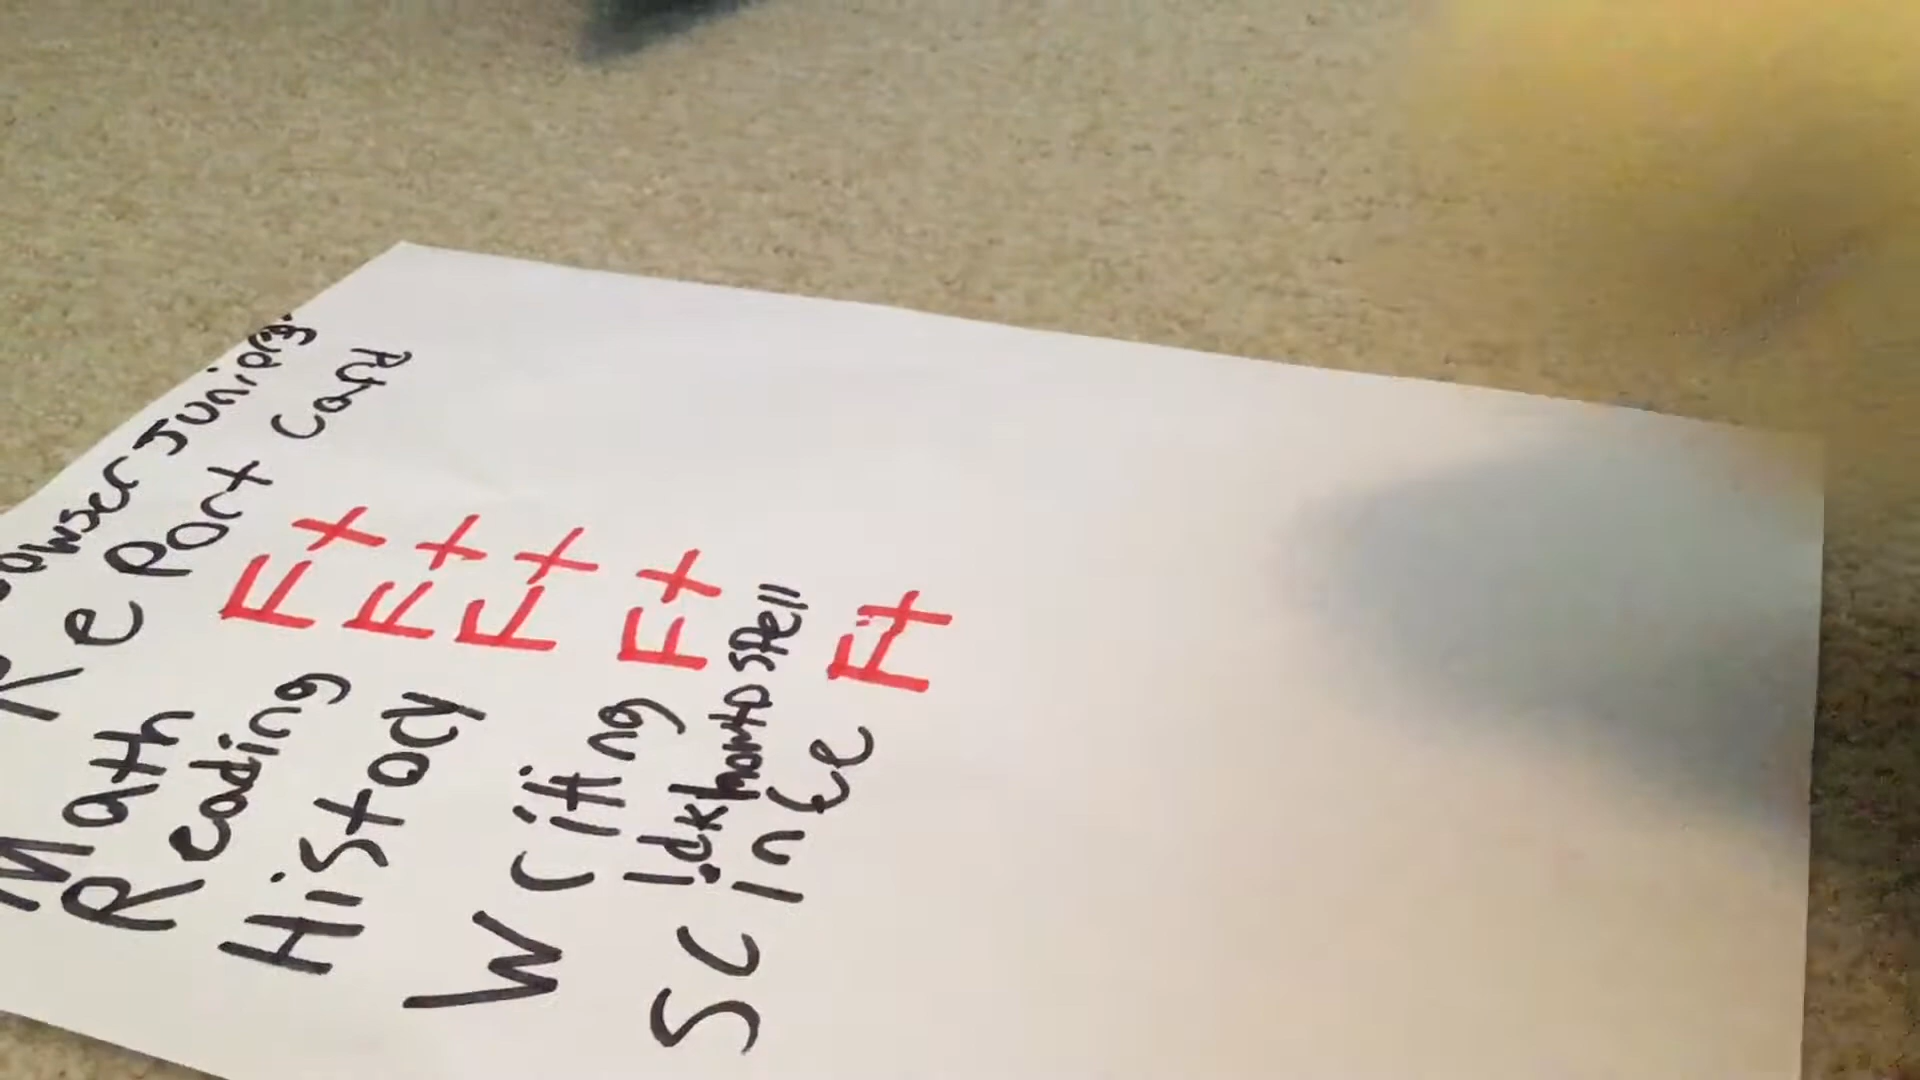 Bowser Junior's
Report Card
Math F+
Reading F+
History F+
Writing F+
idk how to spell
Scince F+